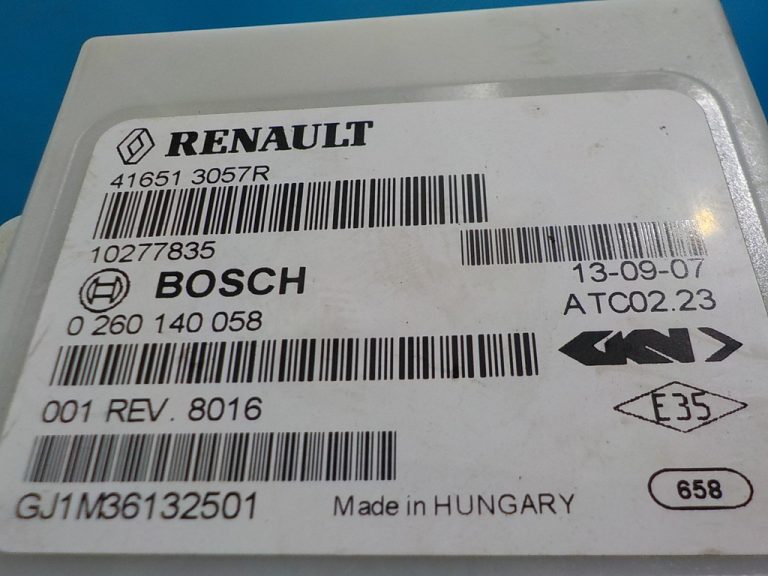 RENAULT
41651 3057R
10277835
13-09-07
BOSCH
ATC02.23
0 260 140 058
GKN
001 REV. 8016
E35
658
GJ1M36132501
Made in HUNGARY